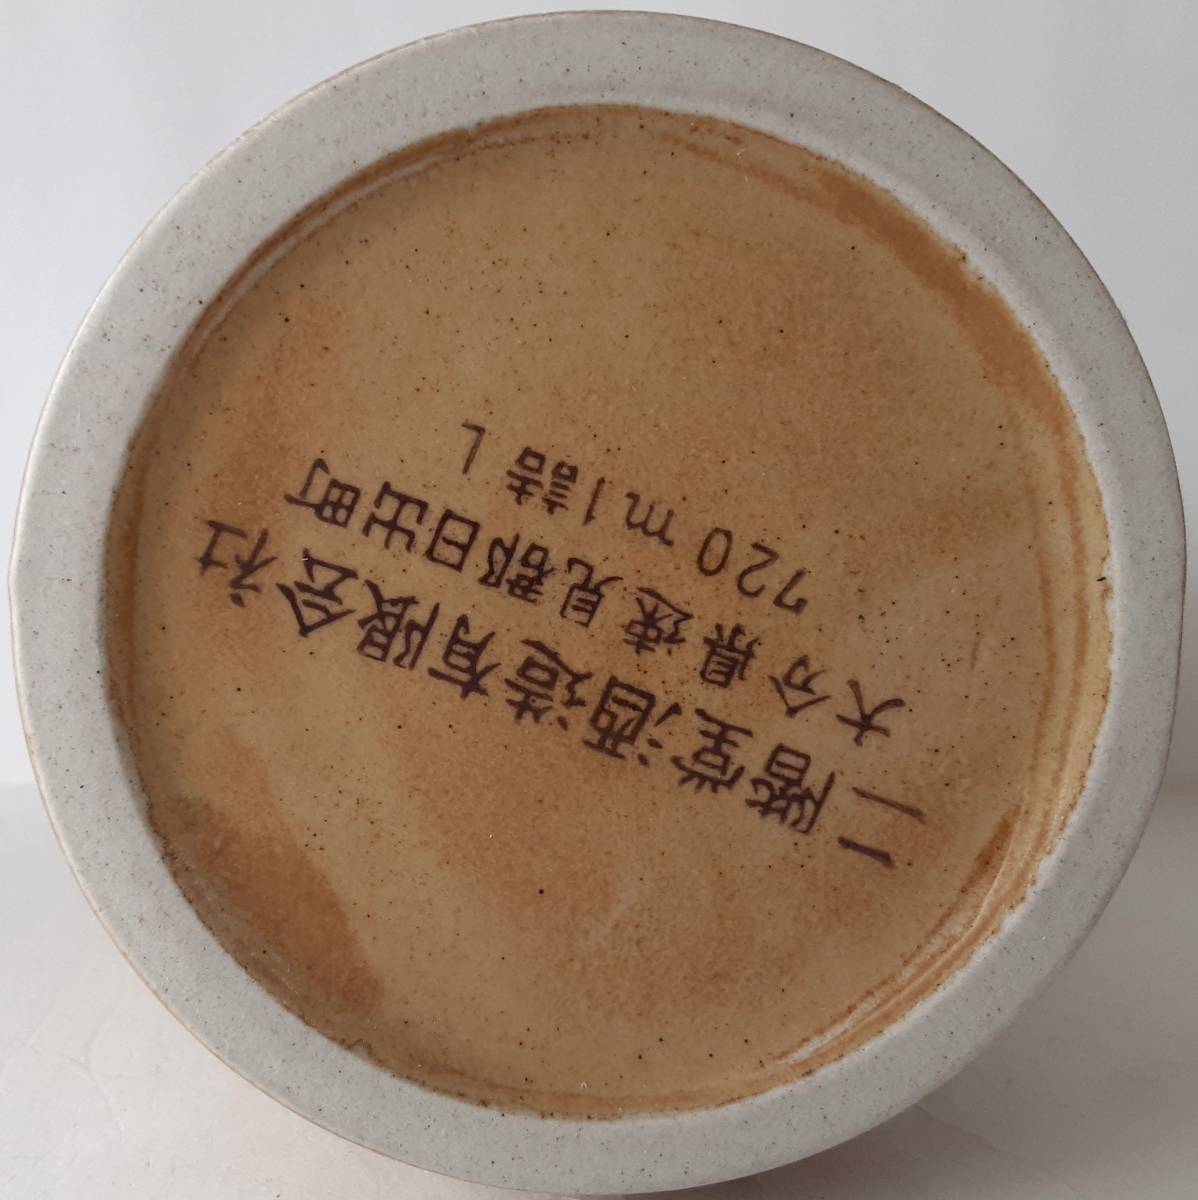 二階堂酒造有限会社
大分県速見郡日出町
720ml詰 L